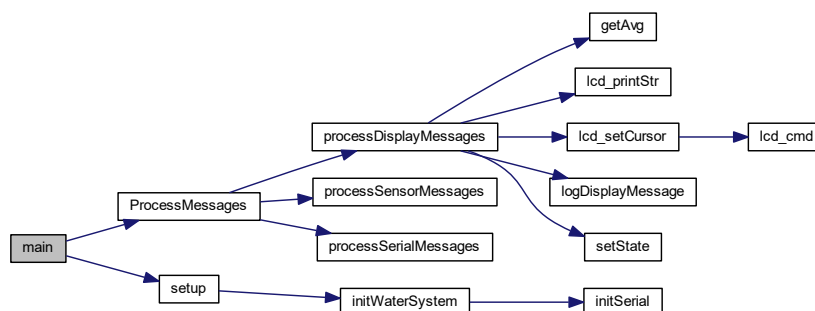 getAvg
lcd_printStr
processDisplayMessages
lcd_setCursor
lcd_cmd
ProcessMessages
processSensorMessages
logDisplayMessage
main
processSerialMessages
setState
setup
initWaterSystem
initSerial